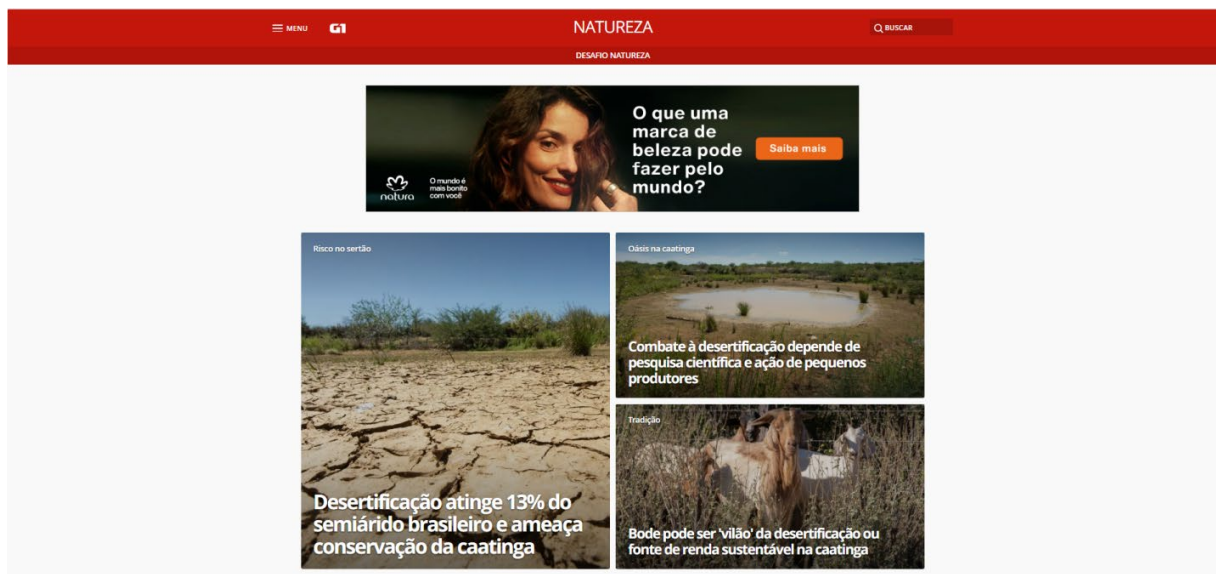 MENU
G1
NATUREZA
BUSCAR
DESAFIO NATUREZA
natura
O mundo é
mais bonito
com você
O que uma
marca de
beleza pode
fazer pelo
mundo?
Saiba mais
Risco no sertão
Desertificação atinge 13% do
semiárido brasileiro e ameaça
conservação da caatinga
Oásis na caatinga
Combate à desertificação depende de
pesquisa científica e ação de pequenos
produtores
Tradição
Bode pode ser 'vilão' da desertificação ou
fonte de renda sustentável na caatinga